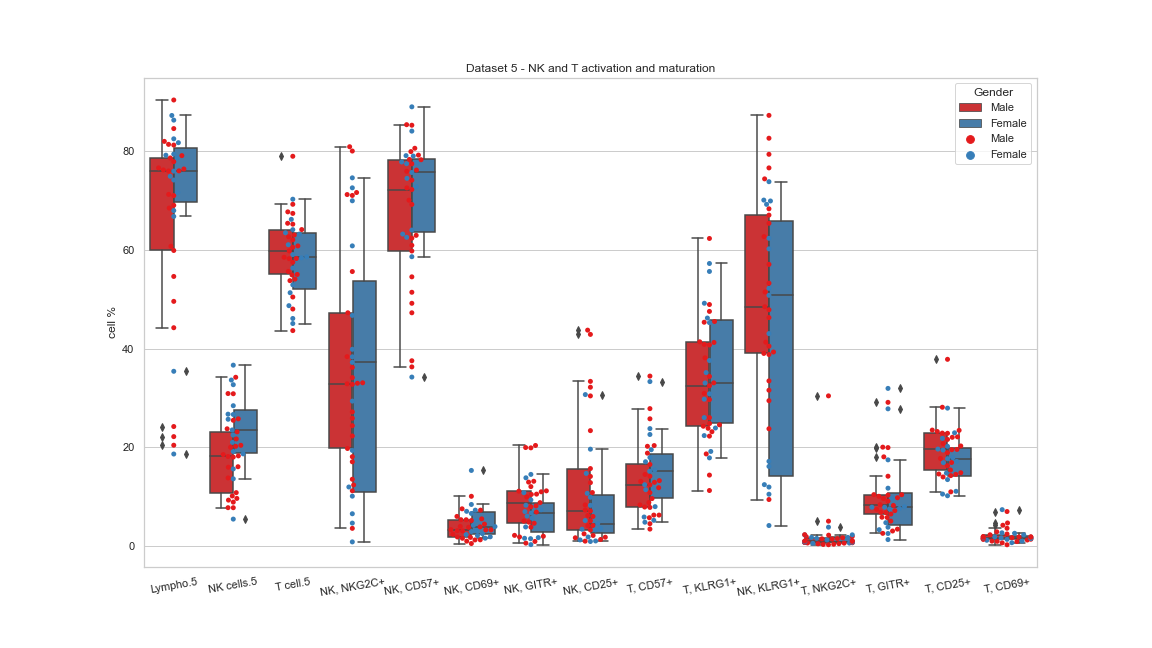 Dataset 5 - NK and T activation and maturation
Gender
Male
Female
Male
Female
cell %
80
60
40
20
0
Lympho.5
NK cells.5
T cell.5
NK, NKG2C+
NK, CD57+
NK, CD69+
NK, GITR+
NK, CD25+
T, CD57+
T, KLRG1+
NK, KLRG1+
T, NKG2C+
T, GITR+
T, CD25+
T, CD69+